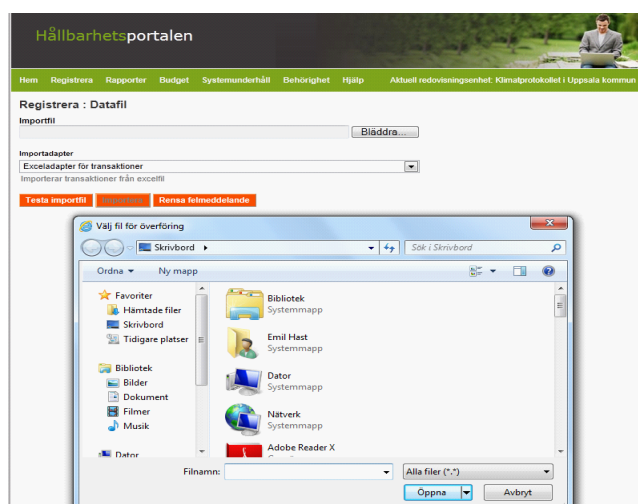 Hållbarhetsportalen
Hem Registrera Rapporter Budget Systemunderhåll Behörighet Hjälp Aktuell redovisningsenhet: Klimatprotokollet i Uppsala kommun
Registrera : Datafil
Importfil
Bläddra...
Importadapter
Exceladapter för transaktioner
Importerar transaktioner från excelfil
Testa importfil Rensa felmeddelande
Välj fil för överföring
Skrivbord
Sök i Skrivbord
Ordna Ny mapp
Favoriter
Hämtade filer
Skrivbord
Tidigare platser
Bibliotek
Bilder
Dokument
Filmer
Musik
Dator
Bibliotek
Systemmapp
Emil Hast
Systemmapp
Dator
Systemmapp
Nätverk
Systemmapp
Adobe Reader X
Filnamn:
Alla filer (*.*)
Öppna Avbryt